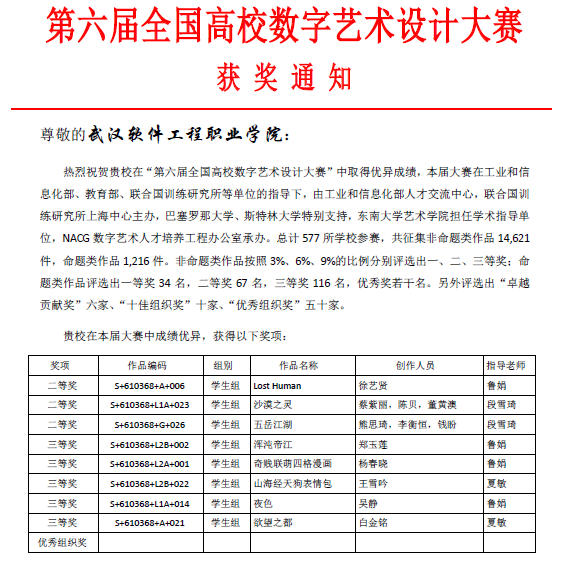 第六届全国高校数字艺术设计大赛
获奖通知
尊敬的武汉软件工程职业学院：
热烈祝贺贵校在“第六届全国高校数字艺术设计大赛”中取得优异成绩，本届大赛在工业和信
息化部、教育部、联合国训练研究所等单位的指导下，由工业和信息化部人才交流中心，联合国训
练研究所上海中心主办，巴塞罗那大学、斯特林大学特别支持，东南大学艺术学院担任学术指导单
位，NACG 数字艺术人才培养工程办公室承办。总计 577 所学校参赛，共征集非命题类作品 14,621
件，命题类作品 1,216 件。非命题类作品按照 3%、6%、9%的比例分别评选出一、二、三等奖；命
题类作品评选出一等奖 34 名，二等奖 67 名，三等奖 116 名，优秀奖若干名。另外评选出“卓越
贡献奖”六家、“十佳组织奖”十家、“优秀组织奖”五十家。
贵校在本届大赛中成绩优异，获得以下奖项：
奖项 作品编码 组别 作品名称 创作人员 指导老师
二等奖 S+610368+A+006 学生组 Lost Human 徐艺贤 鲁娟
二等奖 S+610368+L1A+023 学生组 沙漠之灵 蔡紫丽，陈贝，董黄澳 段雪琦
二等奖 S+610368+G+026 学生组 五岳江湖 熊思琦，李衡恒，钱盼 段雪琦
三等奖 S+610368+L2B+002 学生组 浑沌帝江 郑玉莲 鲁娟
三等奖 S+610368+L2A+001 学生组 奇贱联萌四格漫画 杨春晓 鲁娟
三等奖 S+610368+L2B+022 学生组 山海经天狗表情包 王雪吟 夏敏
三等奖 S+610368+L1A+014 学生组 夜色 吴静 鲁娟
三等奖 S+610368+A+021 学生组 欲望之都 白金铭 夏敏
优秀组织奖